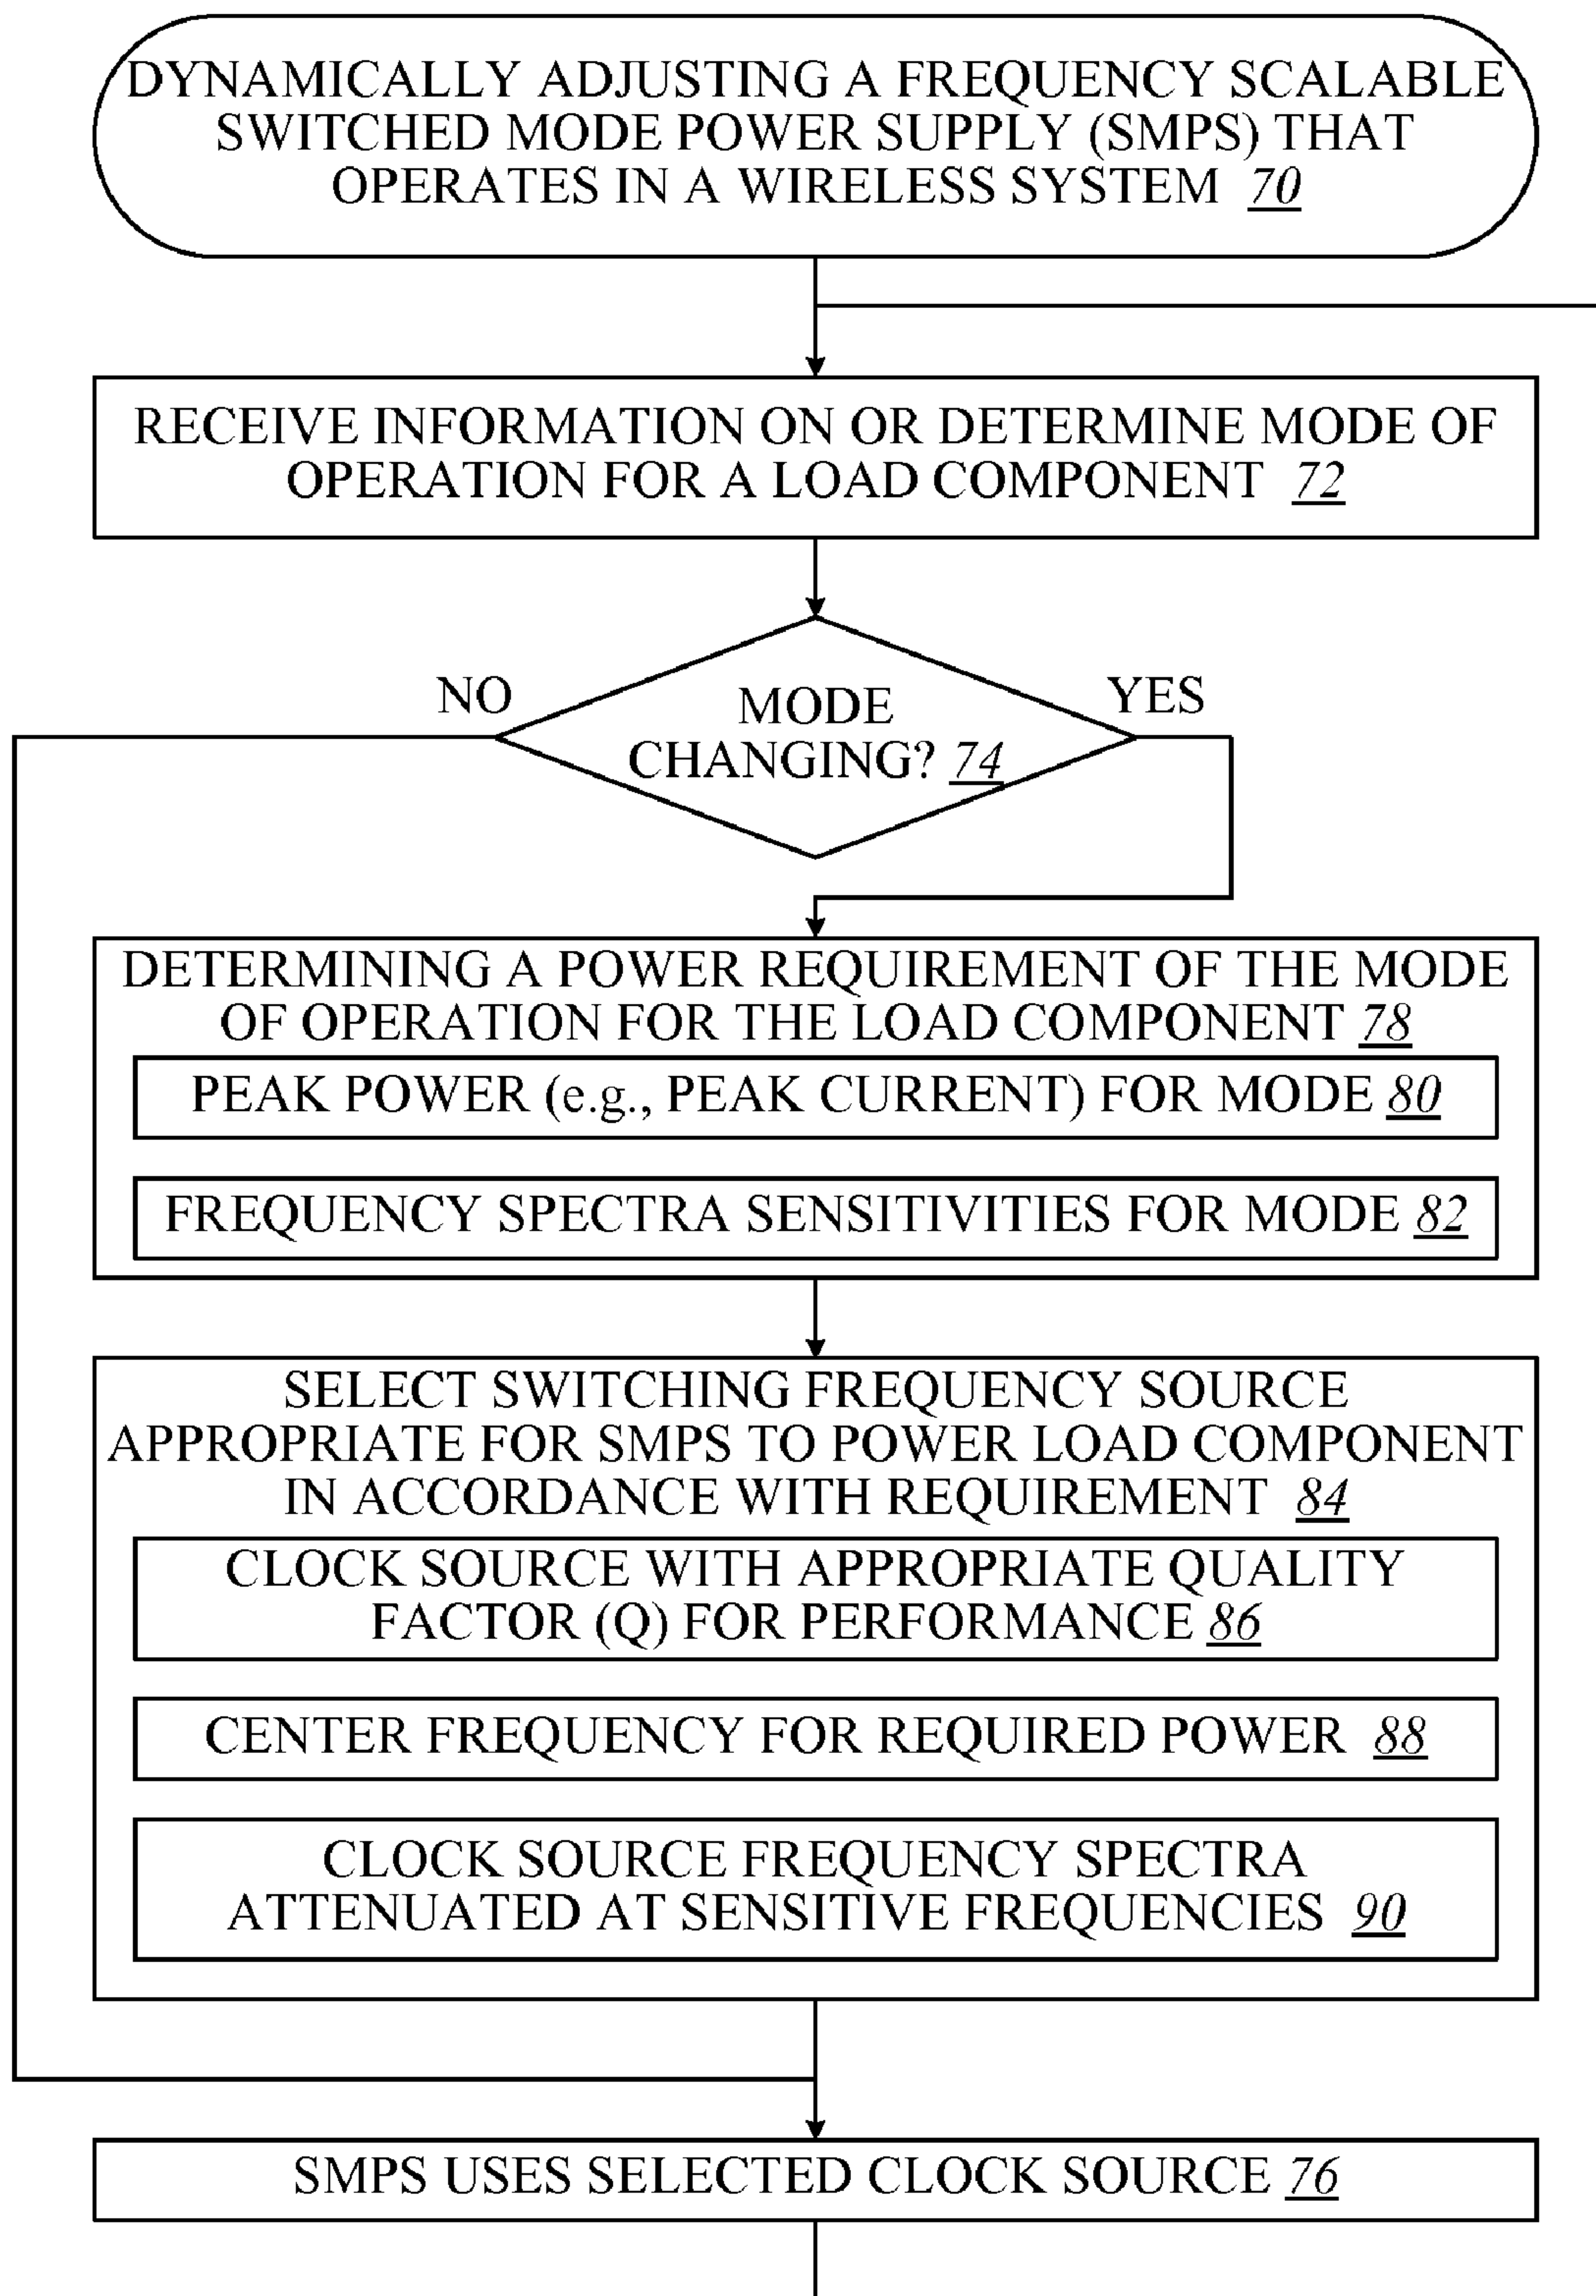 DYNAMICALLY ADJUSTING A FREQUENCY SCALABLE
SWITCHED MODE POWER SUPPLY (SMPS) THAT
OPERATES IN A WIRELESS SYSTEM 70
RECEIVE INFORMATION ON OR DETERMINE MODE OF
OPERATION FOR A LOAD COMPONENT 72
NO
YES
MODE
CHANGING? 74
DETERMINING A POWER REQUIREMENT OF THE MODE
OF OPERATION FOR THE LOAD COMPONENT 78
PEAK POWER (e.g., PEAK CURRENT) FOR MODE 80
FREQUENCY SPECTRA SENSITIVITIES FOR MODE 82
SELECT SWITCHING FREQUENCY SOURCE
APPROPRIATE FOR SMPS TO POWER LOAD COMPONENT
IN ACCORDANCE WITH REQUIREMENT 84
CLOCK SOURCE WITH APPROPRIATE QUALITY
FACTOR (Q) FOR PERFORMANCE 86
CENTER FREQUENCY FOR REQUIRED POWER 88
CLOCK SOURCE FREQUENCY SPECTRA
ATTENUATED AT SENSITIVE FREQUENCIES 90
SMPS USES SELECTED CLOCK SOURCE 76